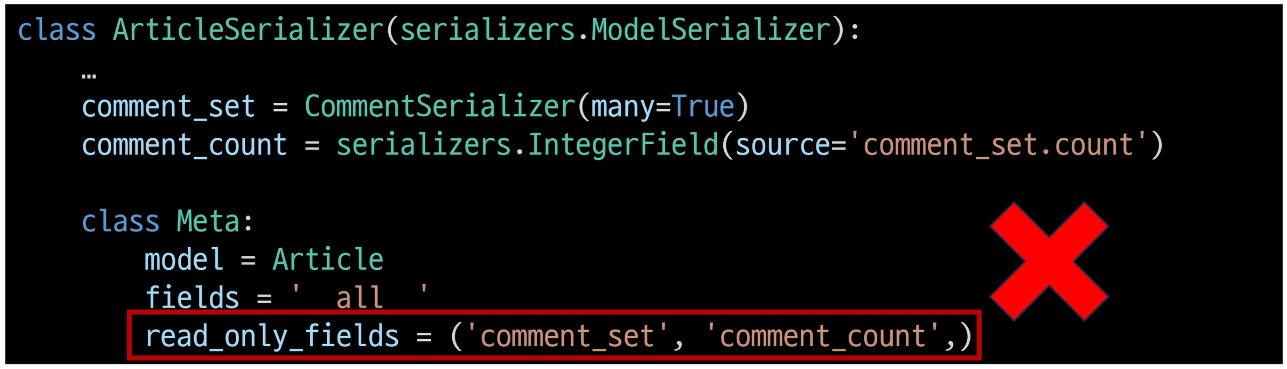 class ArticleSerializer(serializers.ModelSerializer):
…
comment_set = CommentSerializer(many=True)
comment_count = serializers.IntegerField(source='comment_set.count')
class Meta:
model = Article
fields = '  all  '
read_only_fields = ('comment_set', 'comment_count',)